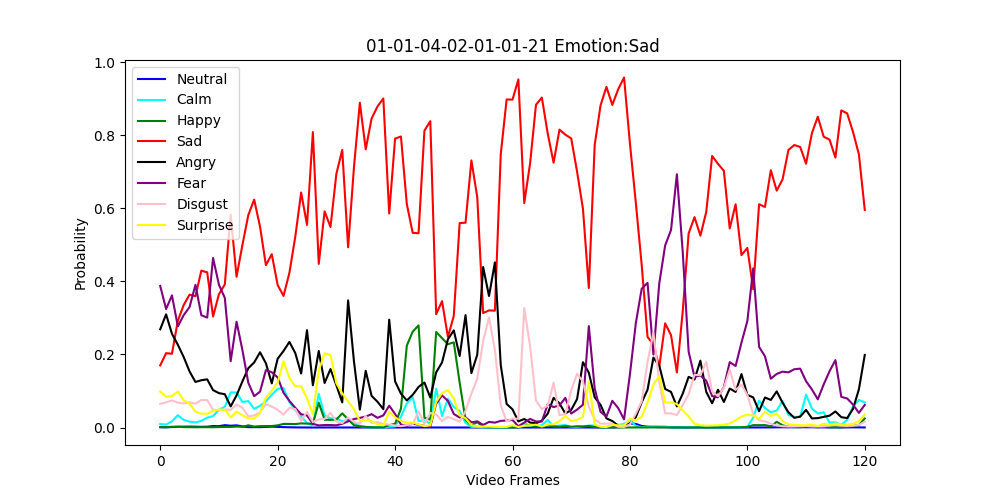 01-01-04-02-01-01-21 Emotion:Sad
1.0
0.8
0.6
0.4
0.2
0.0
Probability
Neutral
Calm
Happy
Sad
Angry
Fear
Disgust
Surprise
0 20 40 60 80 100 120
Video Frames